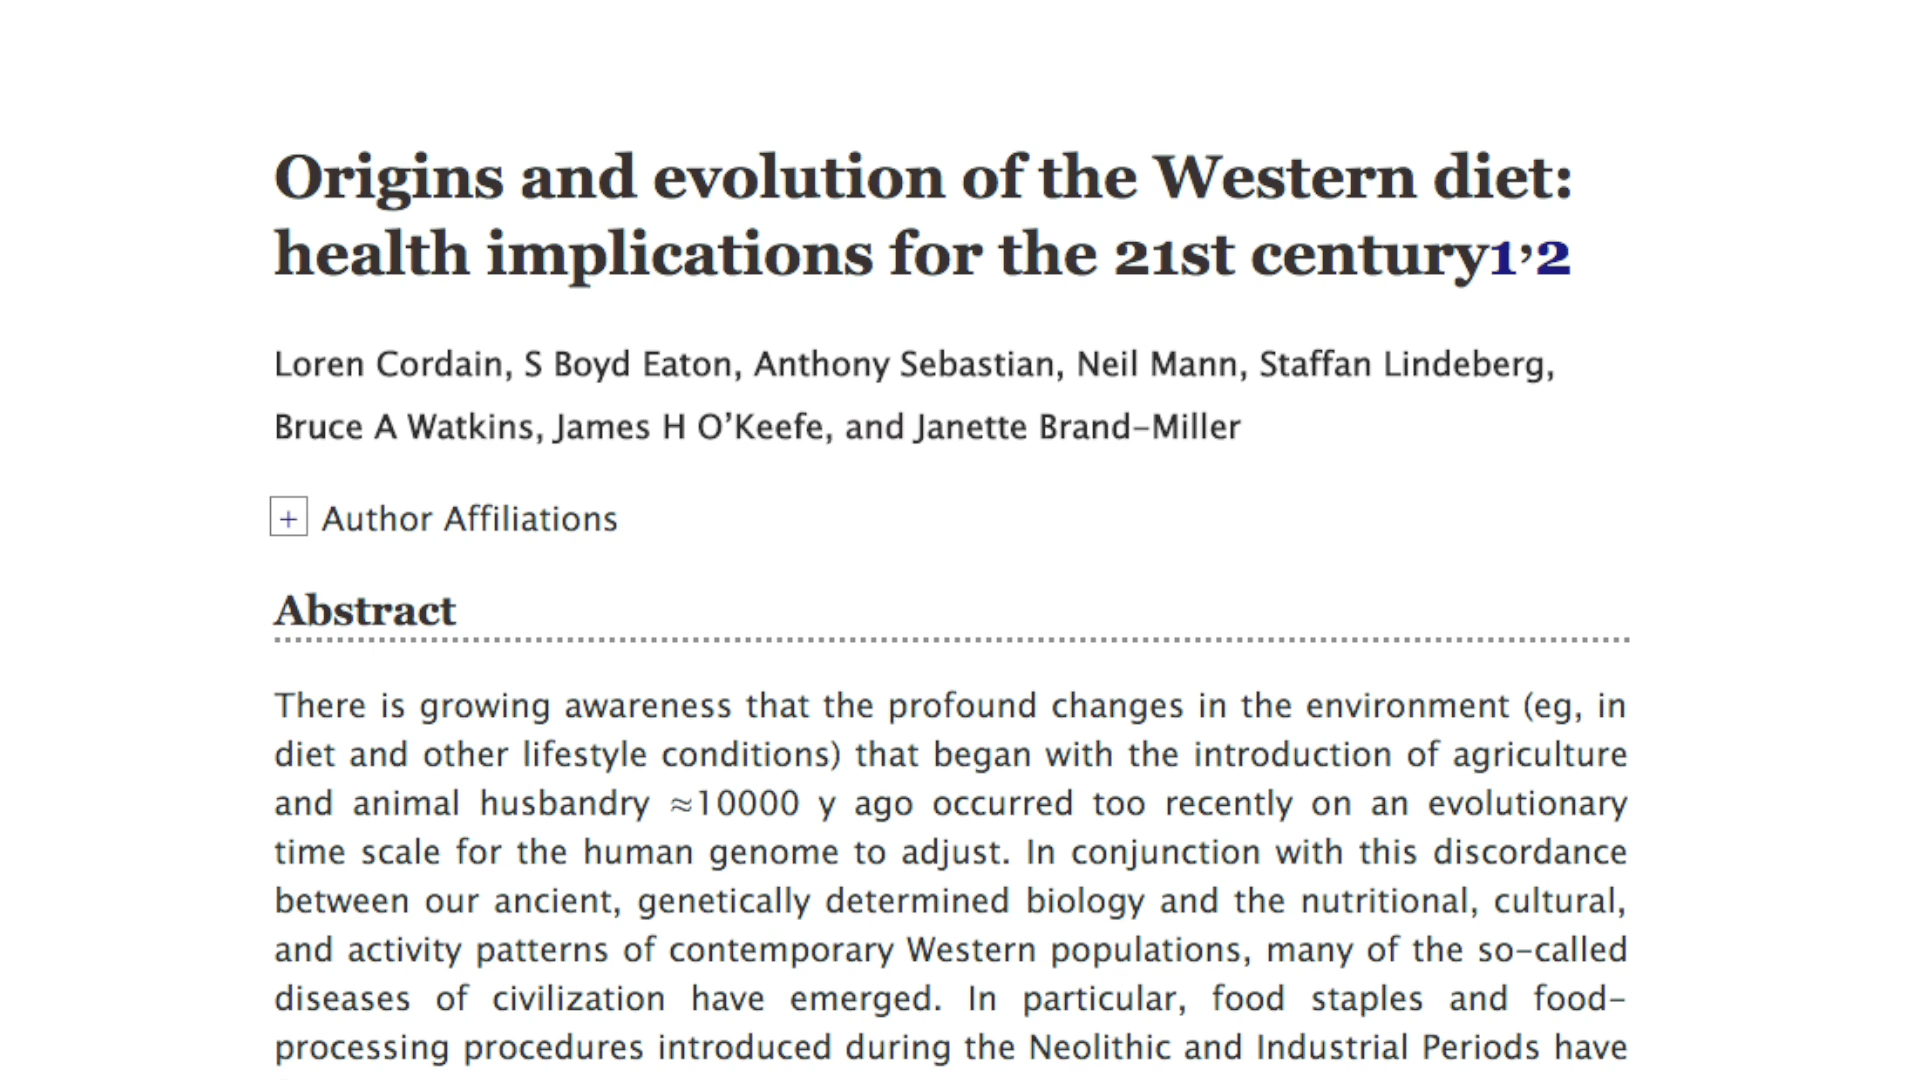 Origins and evolution of the Western diet:
health implications for the 21st century1,2
Loren Cordain, S Boyd Eaton, Anthony Sebastian, Neil Mann, Staffan Lindeberg,
Bruce A Watkins, James H O’Keefe, and Janette Brand–Miller
+ Author Affiliations
Abstract
There is growing awareness that the profound changes in the environment (eg, in
diet and other lifestyle conditions) that began with the introduction of agriculture
and animal husbandry ≈10000 y ago occurred too recently on an evolutionary
time scale for the human genome to adjust. In conjunction with this discordance
between our ancient, genetically determined biology and the nutritional, cultural,
and activity patterns of contemporary Western populations, many of the so–called
diseases of civilization have emerged. In particular, food staples and food–
processing procedures introduced during the Neolithic and Industrial Periods have